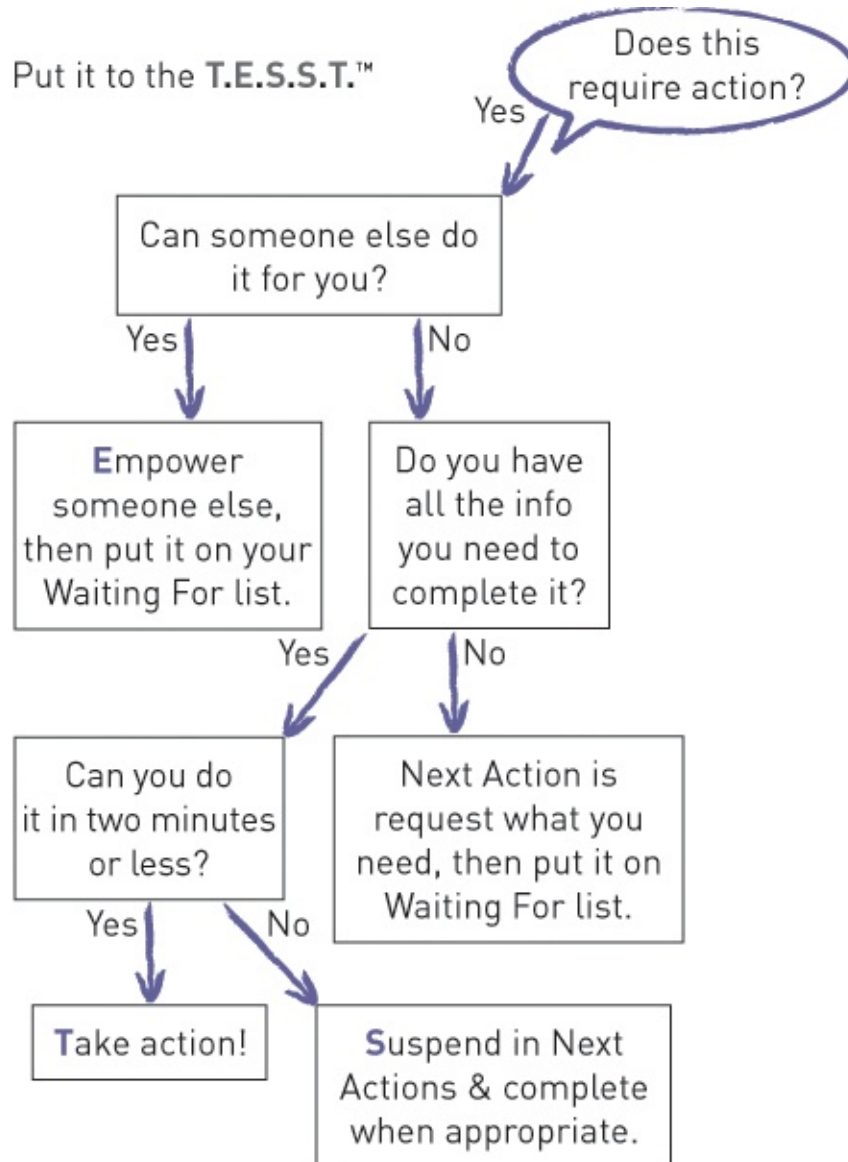 Put it to the T.E.S.S.T.™
Does this
require action?
Yes
Can someone else do
it for you?
Yes
No
Empower
someone else,
then put it on your
Waiting For list.
Do you have
all the info
you need to
complete it?
Yes
No
Can you do
it in two minutes
or less?
Next Action is
request what you
need, then put it on
Waiting For list.
Yes
No
Take action!
Suspend in Next
Actions & complete
when appropriate.